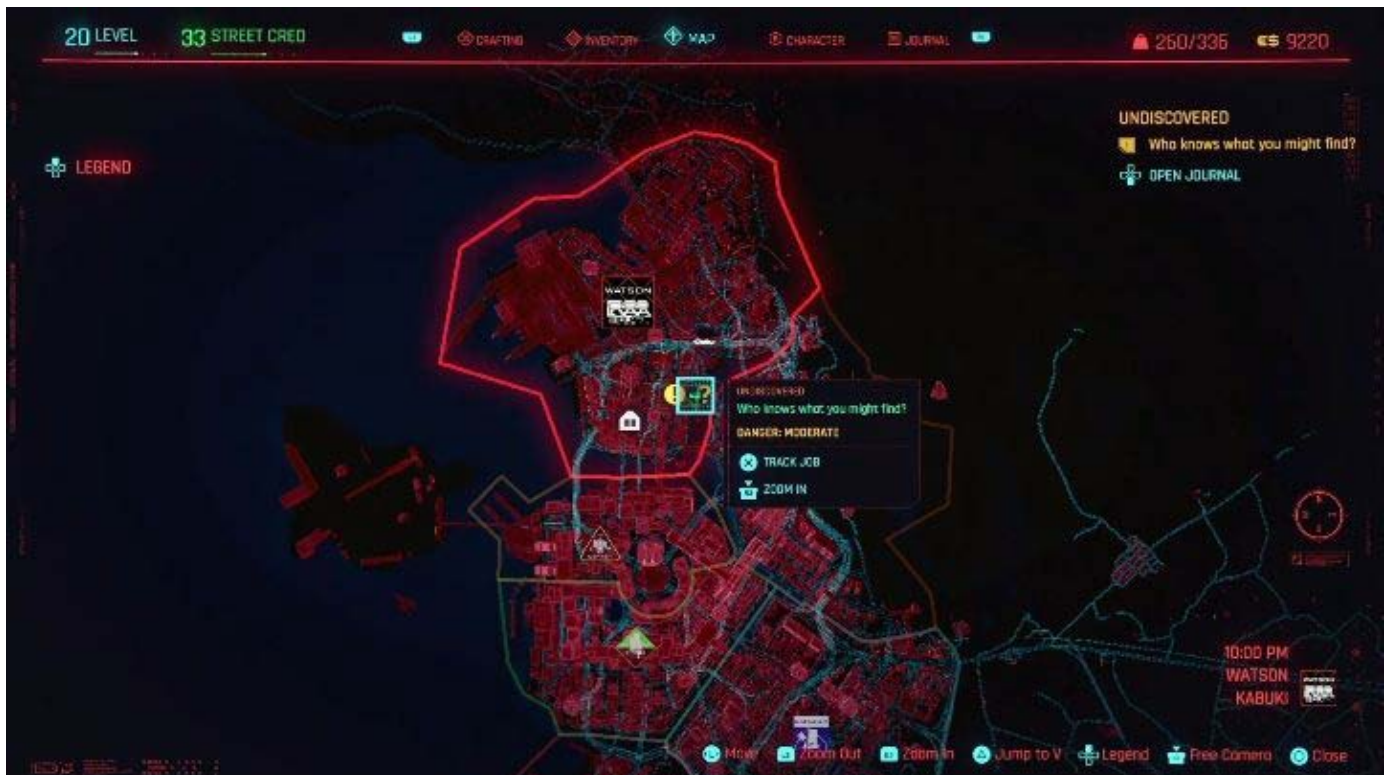 20 LEVEL
33 STREET CRED
CRAFTING
INVENTORY
MAP
CHARACTER
JOURNAL
260/336
€$ 9220
LEGEND
UNDISCOVERED
Who knows what you might find?
OPEN JOURNAL
WATSON
UNDISCOVERED
Who knows what you might find?
DANGER: MODERATE
TRACK JOB
ZOOM IN
10:00 PM
WATSON
KABUKI
Move
Zoom Out
Zoom In
Jump to V
Legend
Free Camera
Close